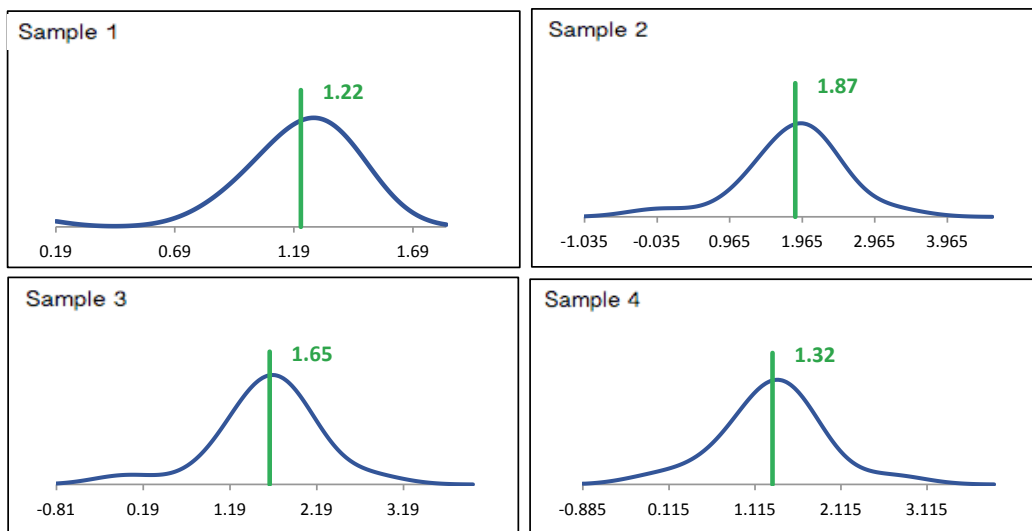 Sample 1
1.22
0.19 0.69 1.19 1.69
Sample 2
1.87
-1.035 -0.035 0.965 1.965 2.965 3.965
Sample 3
1.65
-0.81 0.19 1.19 2.19 3.19
Sample 4
1.32
-0.885 0.115 1.115 2.115 3.115